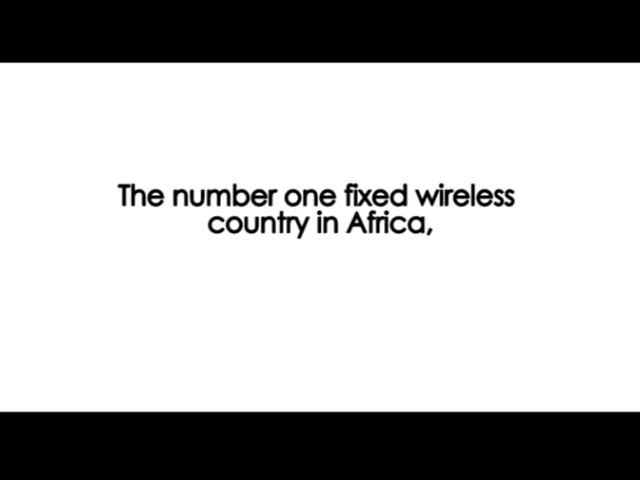 The number one fixed wireless
country in Africa,